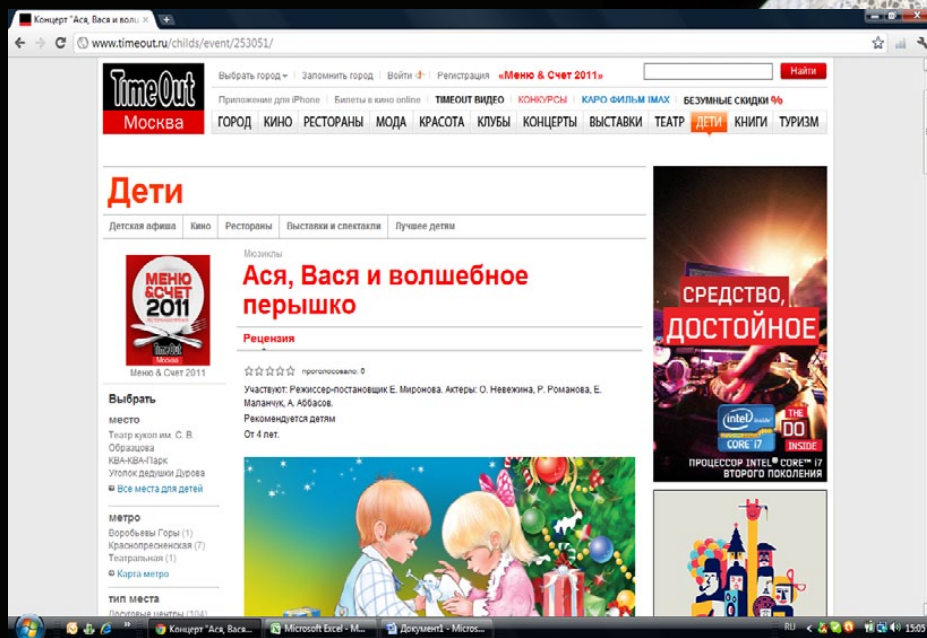 Концерт "Ася, Вася и волш
www.timeout.ru/childs/event/253051/
TimeOut
Москва
Выбрать город Запомнить город Войти Регистрация «Меню & Счет 2011»
Найти
Приложение для iPhone Билеты в кино online TIMEOUT ВИДЕО КОНКУРСЫ КАРО ФИЛЬМ IMAX БЕЗУМНЫЕ СКИДКИ %
ГОРОД КИНО РЕСТОРАНЫ МОДА КРАСОТА КЛУБЫ КОНЦЕРТЫ ВЫСТАВКИ ТЕАТР ДЕТИ КНИГИ ТУРИЗМ
Дети
Детская афиша Кино Рестораны Выставки и спектакли Лучшее детям
МЕНЮ
&СЧЕТ
2011
TimeOut
Москва
Меню & Счет 2011
Выбрать
место
Театр кукол им. С. В.
Образцова
КВА-КВА-Парк
Уголок дедушки Дурова
Все места для детей
метро
Воробьевы Горы (1)
Краснопресненская (7)
Театральная (1)
Карта метро
тип места
Досуговые центры (104)
Мюзиклы
Ася, Вася и волшебное
перышко
Рецензия
проголосовало: 0
Участвуют: Режиссер-постановщик Е. Миронова. Актеры: О. Невежина, Р. Романова, Е.
Маланчук, А. Аббасов.
Рекомендуется детям
От 4 лет.
СРЕДСТВО,
ДОСТОЙНОЕ
intel inside
CORE i7
THE
DO
INSIDE
ПРОЦЕССОР INTEL® CORE™ i7
ВТОРОГО ПОКОЛЕНИЯ
Концерт "Ася, Вася... Microsoft Excel - М... Документ1 - Micros... RU 15:05